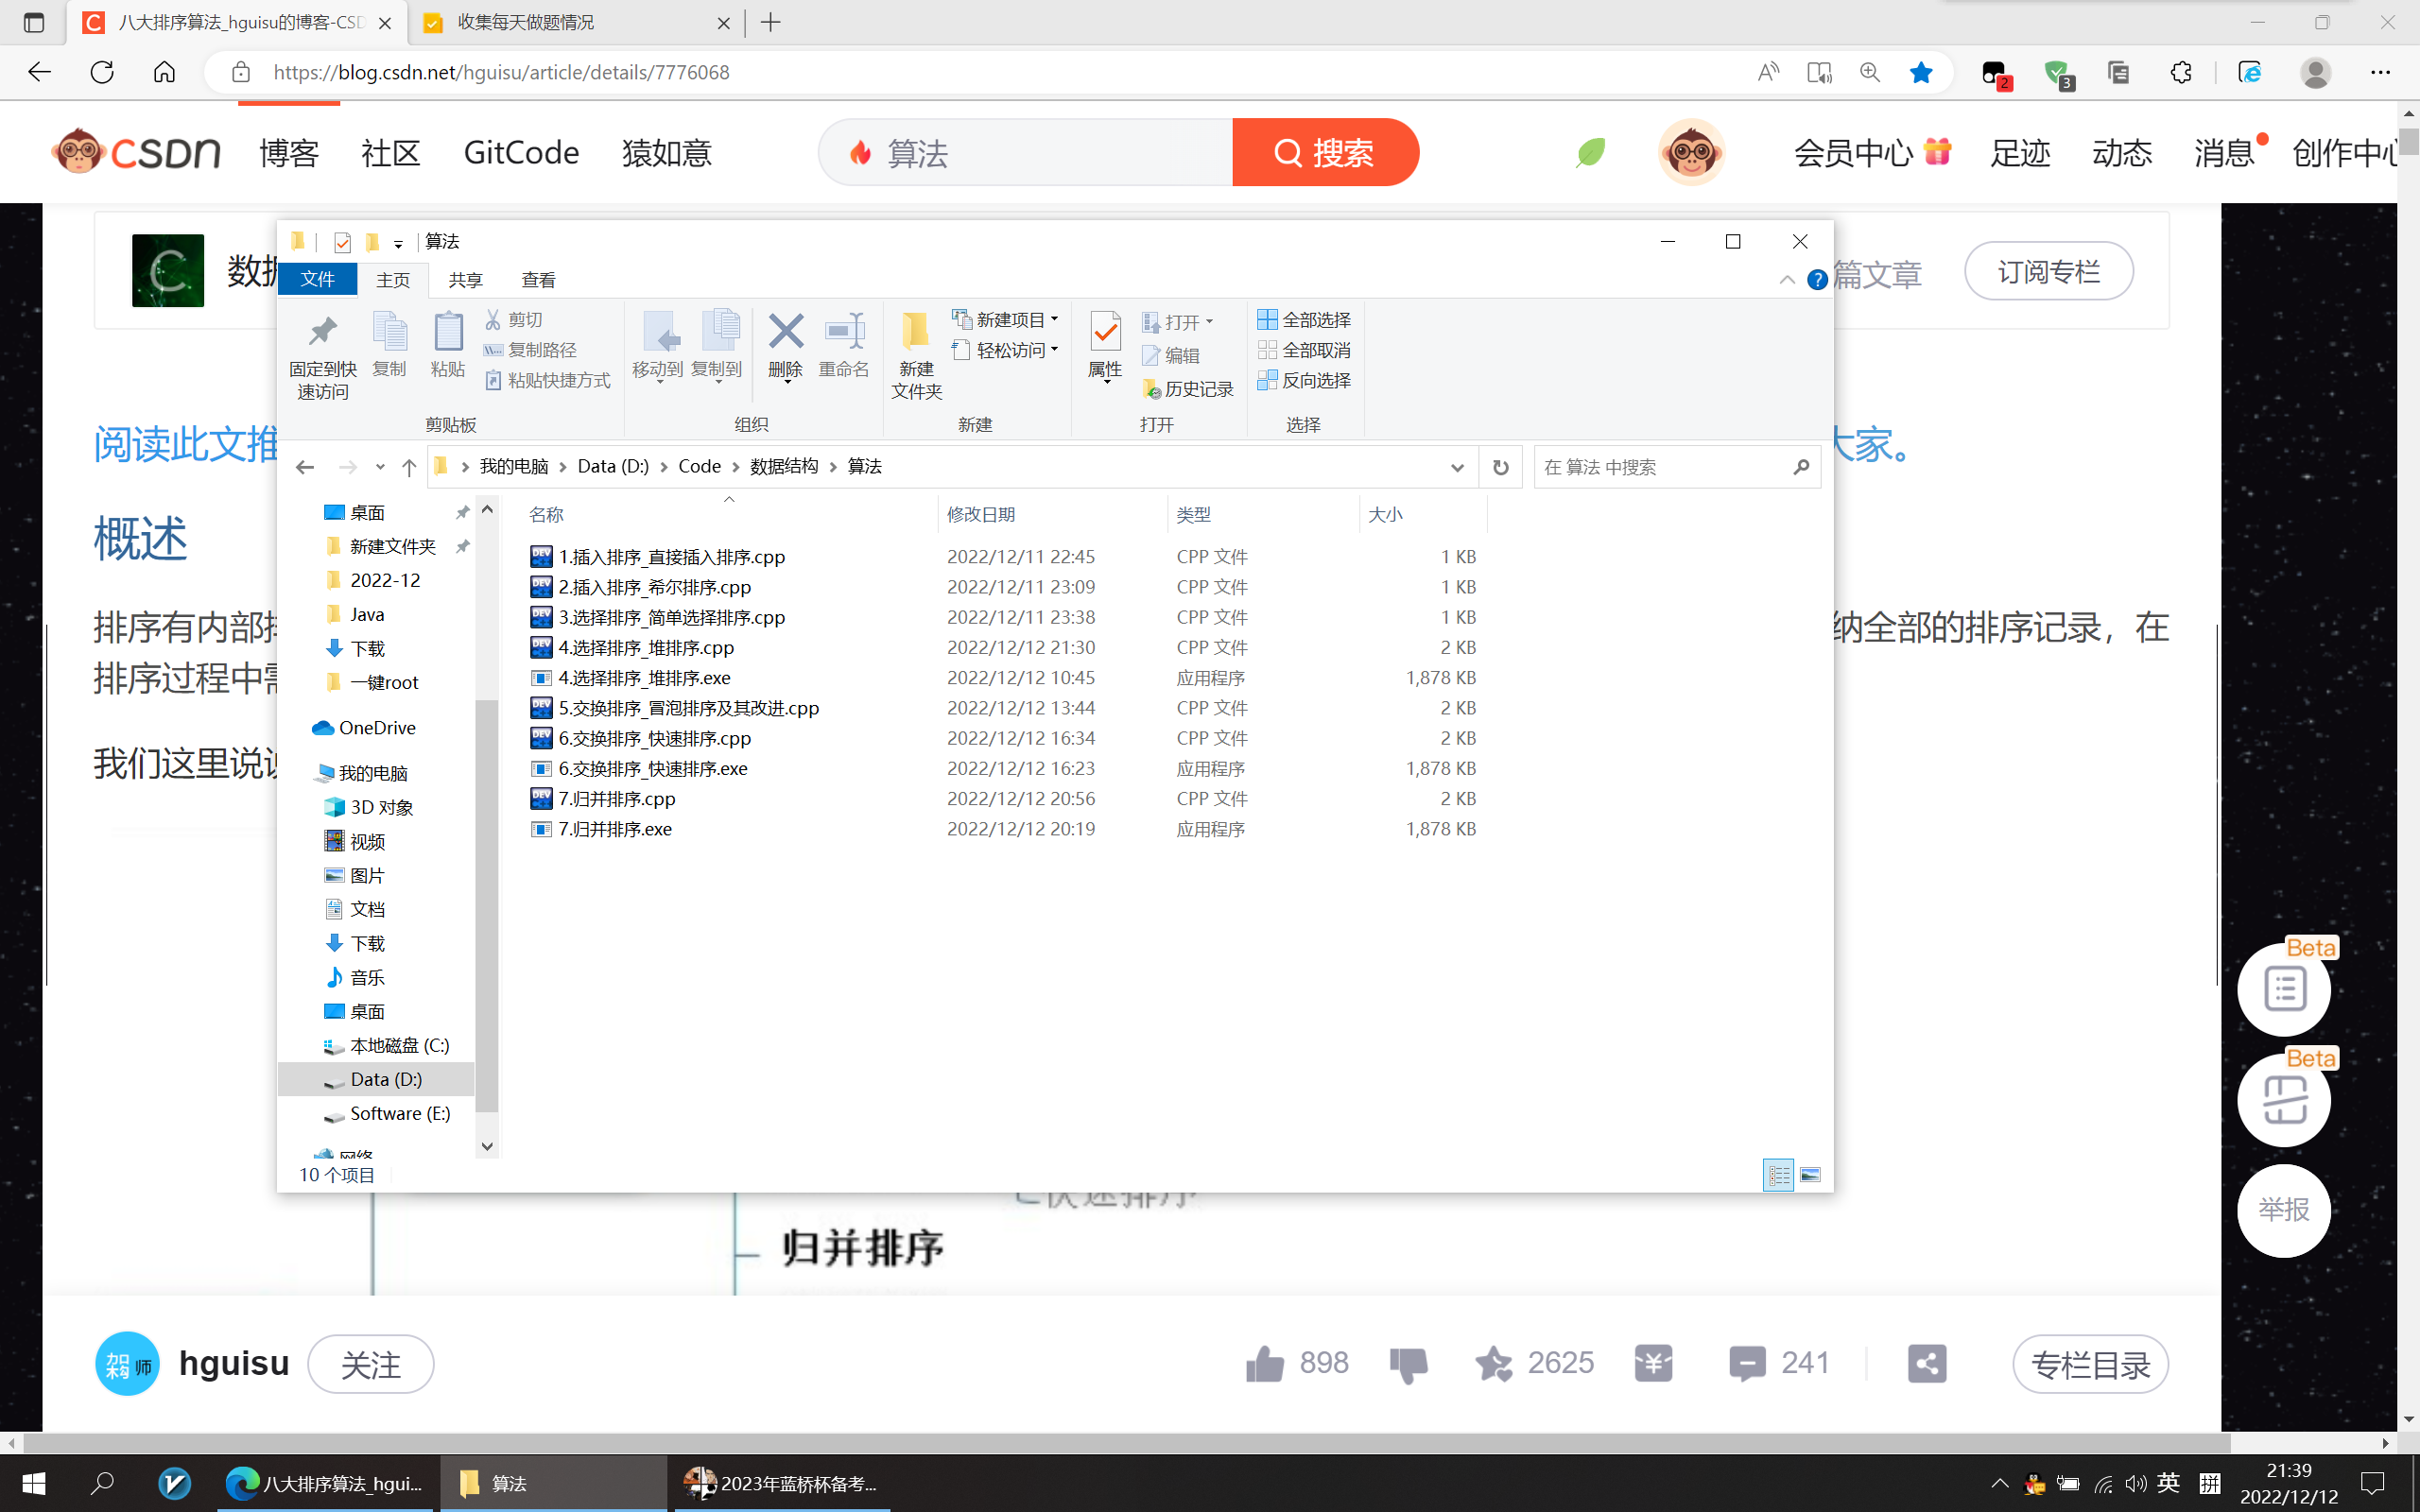 八大排序算法_hguisu的博客-CSD
收集每天做题情况
https://blog.csdn.net/hguisu/article/details/7776068
2
3
CSDN
博客
社区
GitCode
猿如意
算法
搜索
会员中心
足迹
动态
消息
创作中心
数据
篇文章
订阅专栏
阅读此文推
大家。
概述
排序有内部排
纳全部的排序记录，在
排序过程中需
我们这里说说
算法
文件
主页
共享
查看
固定到快
速访问
复制
粘贴
剪切
复制路径
粘贴快捷方式
剪贴板
移动到
复制到
删除
重命名
组织
新建
文件夹
新建项目
轻松访问
新建
属性
打开
编辑
历史记录
打开
全部选择
全部取消
反向选择
选择
我的电脑 > Data (D:) > Code > 数据结构 > 算法
在 算法 中搜索
桌面
新建文件夹
2022-12
Java
下载
一键root
OneDrive
我的电脑
3D 对象
视频
图片
文档
下载
音乐
桌面
本地磁盘 (C:)
Data (D:)
Software (E:)
网络
名称 修改日期 类型 大小
1.插入排序_直接插入排序.cpp 2022/12/11 22:45 CPP 文件 1 KB
2.插入排序_希尔排序.cpp 2022/12/11 23:09 CPP 文件 1 KB
3.选择排序_简单选择排序.cpp 2022/12/11 23:38 CPP 文件 1 KB
4.选择排序_堆排序.cpp 2022/12/12 21:30 CPP 文件 2 KB
4.选择排序_堆排序.exe 2022/12/12 10:45 应用程序 1,878 KB
5.交换排序_冒泡排序及其改进.cpp 2022/12/12 13:44 CPP 文件 2 KB
6.交换排序_快速排序.cpp 2022/12/12 16:34 CPP 文件 2 KB
6.交换排序_快速排序.exe 2022/12/12 16:23 应用程序 1,878 KB
7.归并排序.cpp 2022/12/12 20:56 CPP 文件 2 KB
7.归并排序.exe 2022/12/12 20:19 应用程序 1,878 KB
10 个项目
快速排序
归并排序
Beta
Beta
举报
架构师
hguisu
关注
898
2625
241
专栏目录
八大排序算法_hgui...
算法
2023年蓝桥杯备考...
英
拼
21:39
2022/12/12